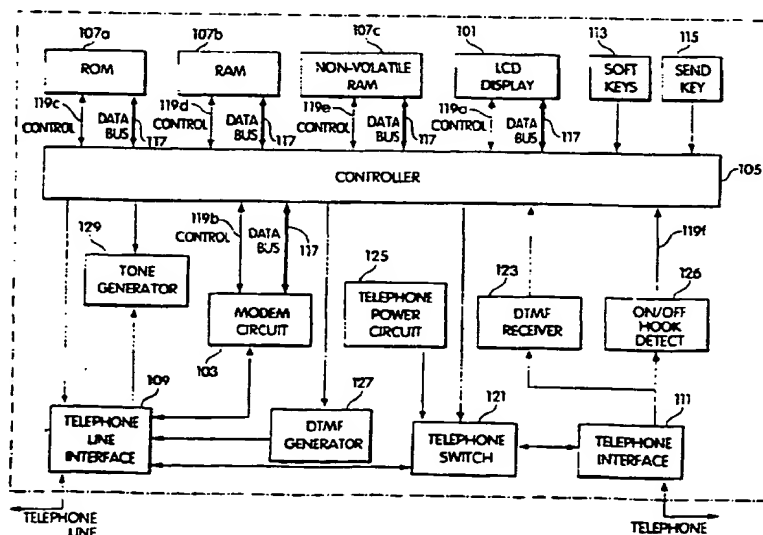 107a
107b
107c
101
113
115
ROM
RAM
NON-VOLATILE
RAM
LCD
DISPLAY
SOFT
KEYS
SEND
KEY
119c
CONTROL
DATA
BUS
117
119d
CONTROL
DATA
BUS
117
119e
CONTROL
DATA
BUS
117
119a
CONTROL
DATA
BUS
117
CONTROLLER
105
129
TONE
GENERATOR
119b
CONTROL
DATA
BUS
117
MODEM
CIRCUIT
103
125
TELEPHONE
POWER
CIRCUIT
123
DTMF
RECEIVER
119f
126
ON/OFF
HOOK
DETECT
109
TELEPHONE
LINE
INTERFACE
127
DTMF
GENERATOR
121
TELEPHONE
SWITCH
111
TELEPHONE
INTERFACE
TELEPHONE
LINE
TELEPHONE